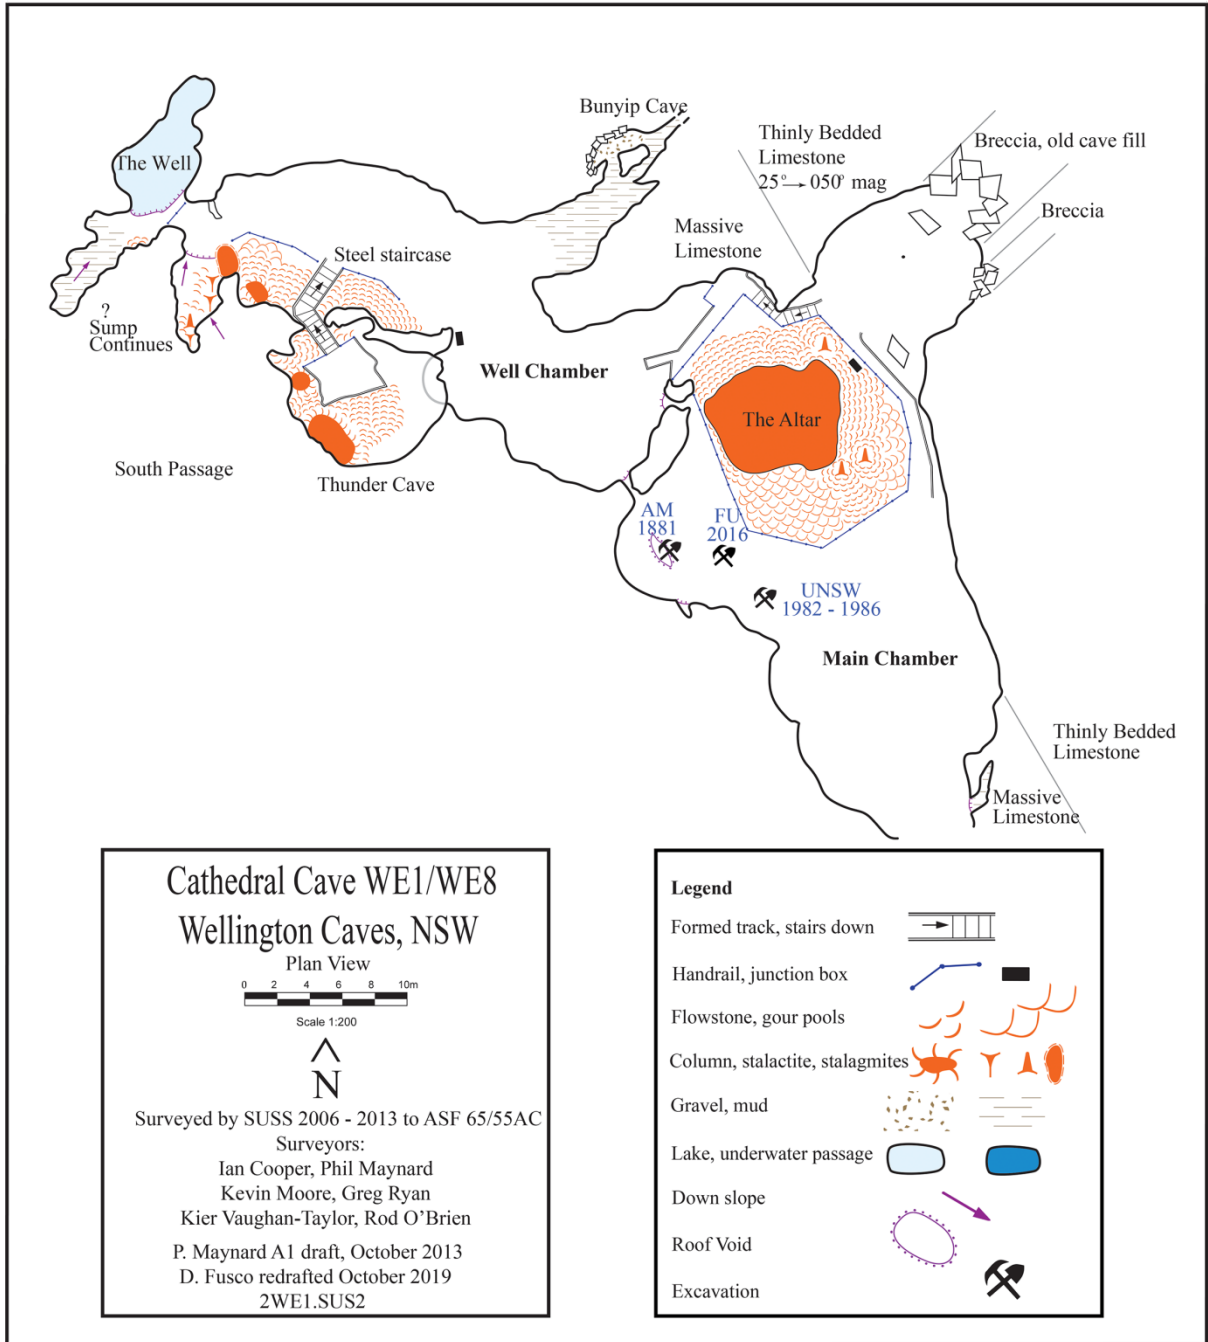 Bunyip Cave
Thinly Bedded
Limestone
25° → 050° mag
Breccia, old cave fill
The Well
Breccia
Massive
Limestone
Steel staircase
?
Sump
Continues
Well Chamber
The Altar
South Passage
Thunder Cave
AM
1881
FU
2016
UNSW
1982 - 1986
Main Chamber
Thinly Bedded
Limestone
Massive
Limestone
Cathedral Cave WE1/WE8
Wellington Caves, NSW
Plan View
0 2 4 6 8 10m
Scale 1:200
N
Surveyed by SUSS 2006 - 2013 to ASF 65/55AC
Surveyors:
Ian Cooper, Phil Maynard
Kevin Moore, Greg Ryan
Kier Vaughan-Taylor, Rod O'Brien
P. Maynard A1 draft, October 2013
D. Fusco redrafted October 2019
2WE1.SUS2
Legend
Formed track, stairs down
Handrail, junction box
Flowstone, gour pools
Column, stalactite, stalagmites
Gravel, mud
Lake, underwater passage
Down slope
Roof Void
Excavation